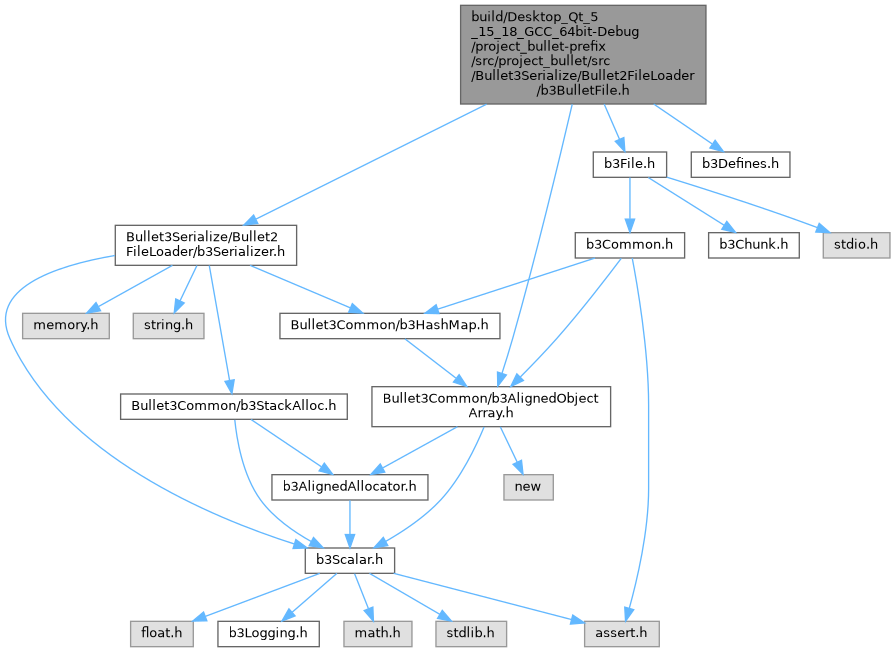 build/Desktop_Qt_5
_15_18_GCC_64bit-Debug
/project_bullet-prefix
/src/project_bullet/src
/Bullet3Serialize/Bullet2FileLoader
/b3BulletFile.h
b3File.h
b3Defines.h
Bullet3Serialize/Bullet2
FileLoader/b3Serializer.h
b3Common.h
b3Chunk.h
stdio.h
memory.h
string.h
Bullet3Common/b3HashMap.h
Bullet3Common/b3StackAlloc.h
Bullet3Common/b3AlignedObject
Array.h
b3AlignedAllocator.h
new
b3Scalar.h
float.h
b3Logging.h
math.h
stdlib.h
assert.h